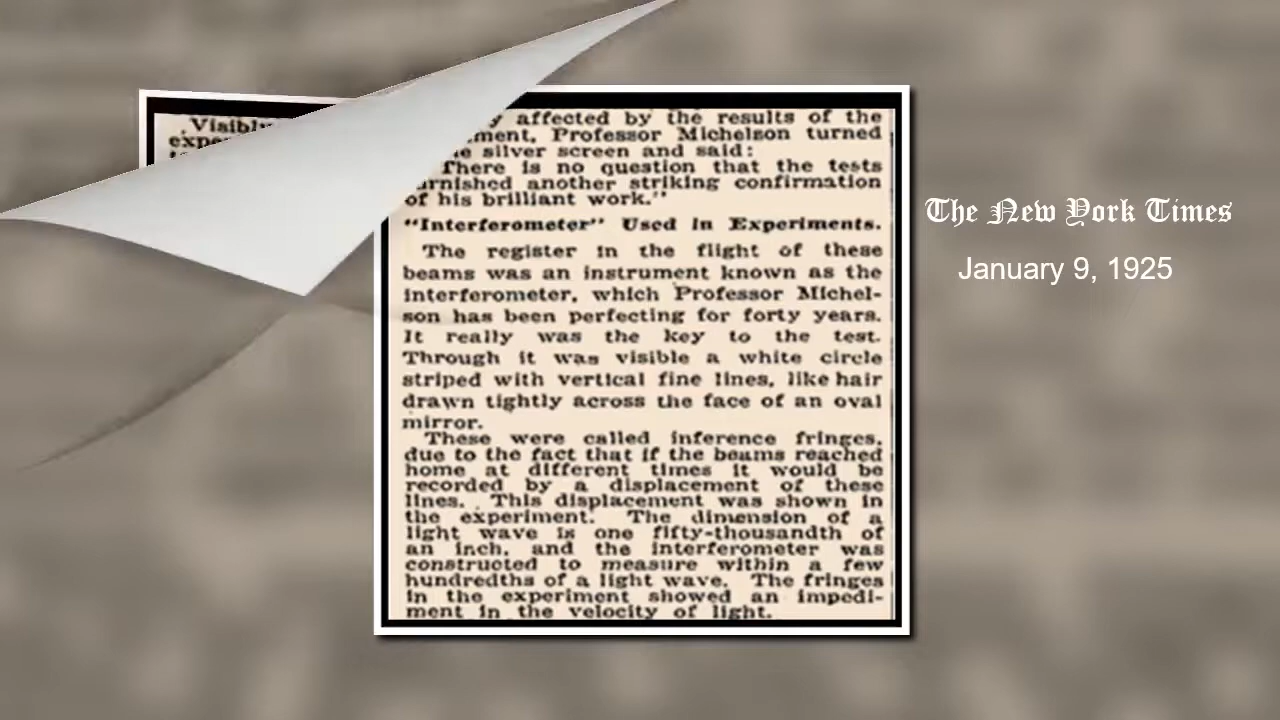 Visibly
y affected by the results of the
ment, Professor Michelson turned
e silver screen and said:
There is no question that the tests
urnished another striking confirmation
of his brilliant work."
"Interferometer" Used in Experiments.
The register in the flight of these
beams was an instrument known as the
interferometer, which Professor Michel-
son has been perfecting for forty years.
It really was the key to the test.
Through it was visible a white circle
striped with vertical fine lines, like hair
drawn tightly across the face of an oval
mirror.
These were called inference fringes,
due to the fact that if the beams reached
home at different times it would be
recorded by a displacement of these
lines. This displacement was shown in
the experiment. The dimension of a
light wave is one fifty-thousandth of
an inch, and the interferometer was
constructed to measure within a few
hundredths of a light wave. The fringes
in the experiment showed an impedi-
ment in the velocity of light.
The New York Times
January 9, 1925